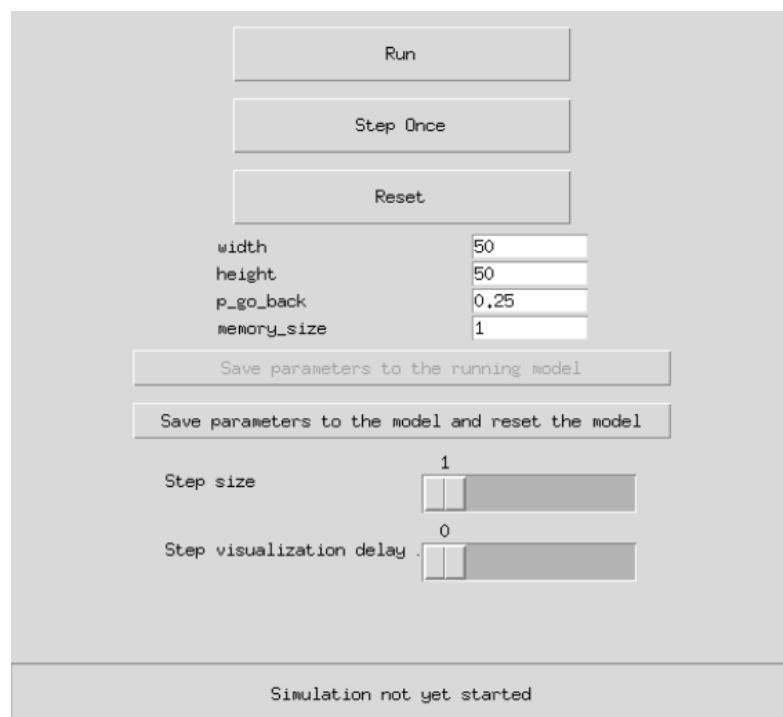 Run
Step Once
Reset
width 50
height 50
p_go_back 0.25
memory_size 1
Save parameters to the running model
Save parameters to the model and reset the model
1
Step size
0
Step visualization delay .
Simulation not yet started